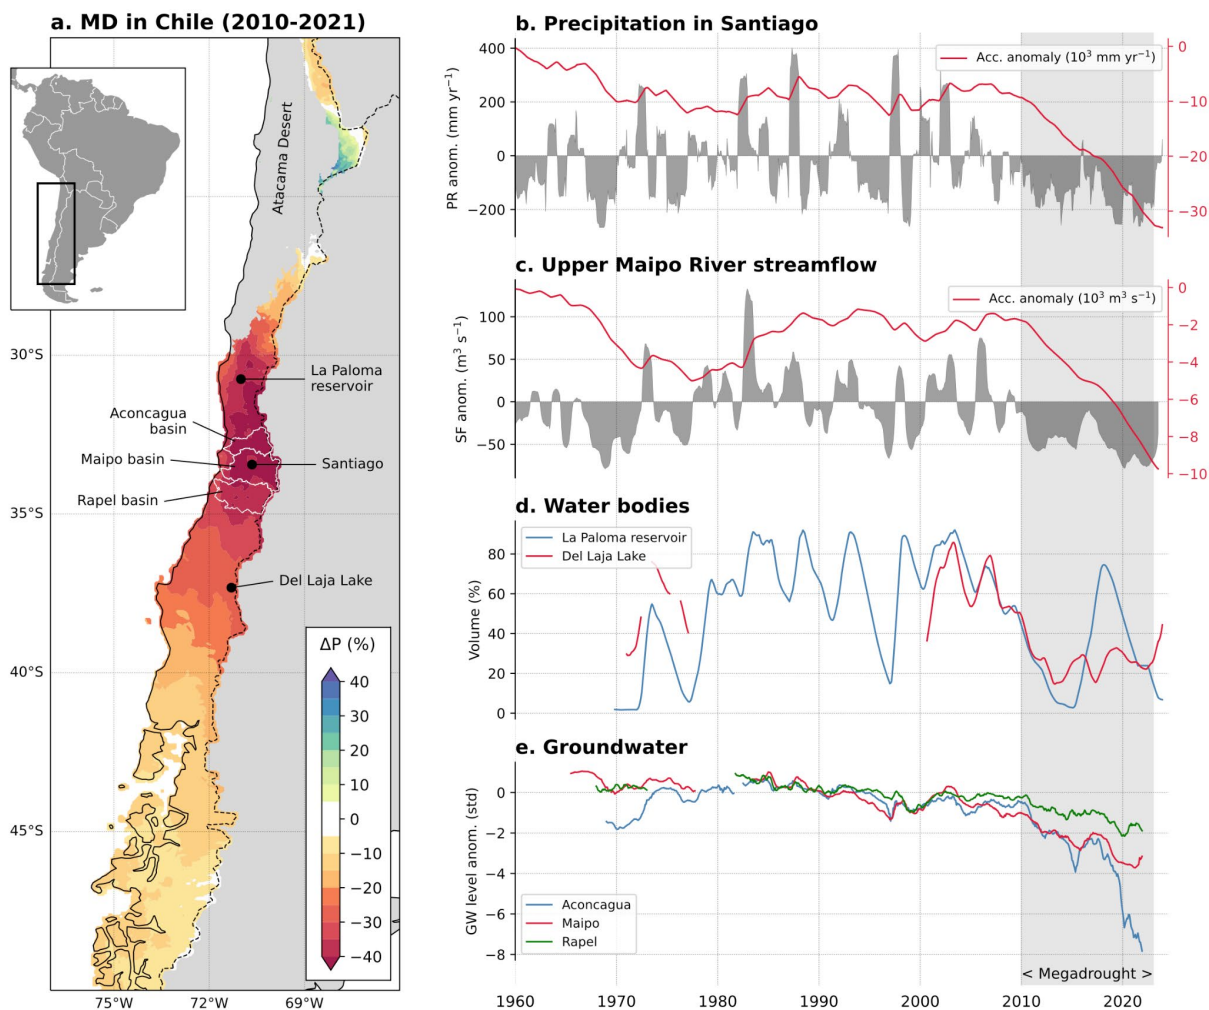 a. MD in Chile (2010-2021)
Atacama Desert
30°S
35°S
40°S
45°S
La Paloma
reservoir
Aconcagua
basin
Maipo basin
Santiago
Rapel basin
Del Laja Lake
ΔP (%)
40
30
20
10
0
−10
−20
−30
−40
75°W
72°W
69°W
b. Precipitation in Santiago
Acc. anomaly (10³ mm yr⁻¹)
PR anom. (mm yr⁻¹)
400
200
0
−200
0
−10
−20
−30
c. Upper Maipo River streamflow
Acc. anomaly (10³ m³ s⁻¹)
SF anom. (m³ s⁻¹)
100
50
0
−50
0
−2
−4
−6
−8
−10
d. Water bodies
La Paloma reservoir
Del Laja Lake
Volume (%)
80
60
40
20
0
e. Groundwater
GW level anom. (std)
0
−2
−4
−6
−8
Aconcagua
Maipo
Rapel
< Megadrought >
1960
1970
1980
1990
2000
2010
2020